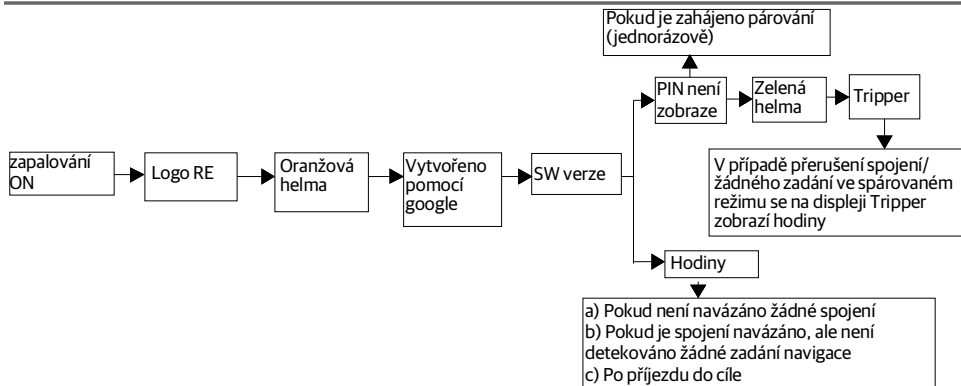 Pokud je zahájeno párování
(jednorázově)
PIN není
zobraze
Zelená
helma
Tripper
zapalování
ON
Logo RE
Oranžová
helma
Vytvořeno
pomocí
google
SW verze
V případě přerušení spojení/
žádného zadání ve spárovaném
režimu se na displeji Tripper
zobrazí hodiny
Hodiny
a) Pokud není navázáno žádné spojení
b) Pokud je spojení navázáno, ale není
detekováno žádné zadání navigace
c) Po příjezdu do cíle